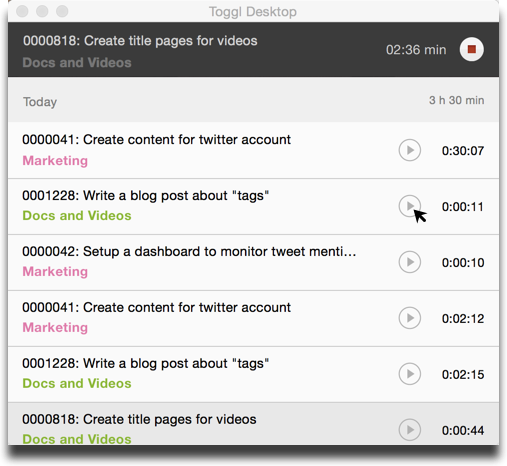 Toggl Desktop
0000818: Create title pages for videos
02:36 min
Docs and Videos
Today
3 h 30 min
0000041: Create content for twitter account
Marketing
0:30:07
0001228: Write a blog post about "tags"
Docs and Videos
0:00:11
0000042: Setup a dashboard to monitor tweet menti…
Marketing
0:00:10
0000041: Create content for twitter account
Marketing
0:02:12
0001228: Write a blog post about "tags"
Docs and Videos
0:02:15
0000818: Create title pages for videos
Docs and Videos
0:00:44